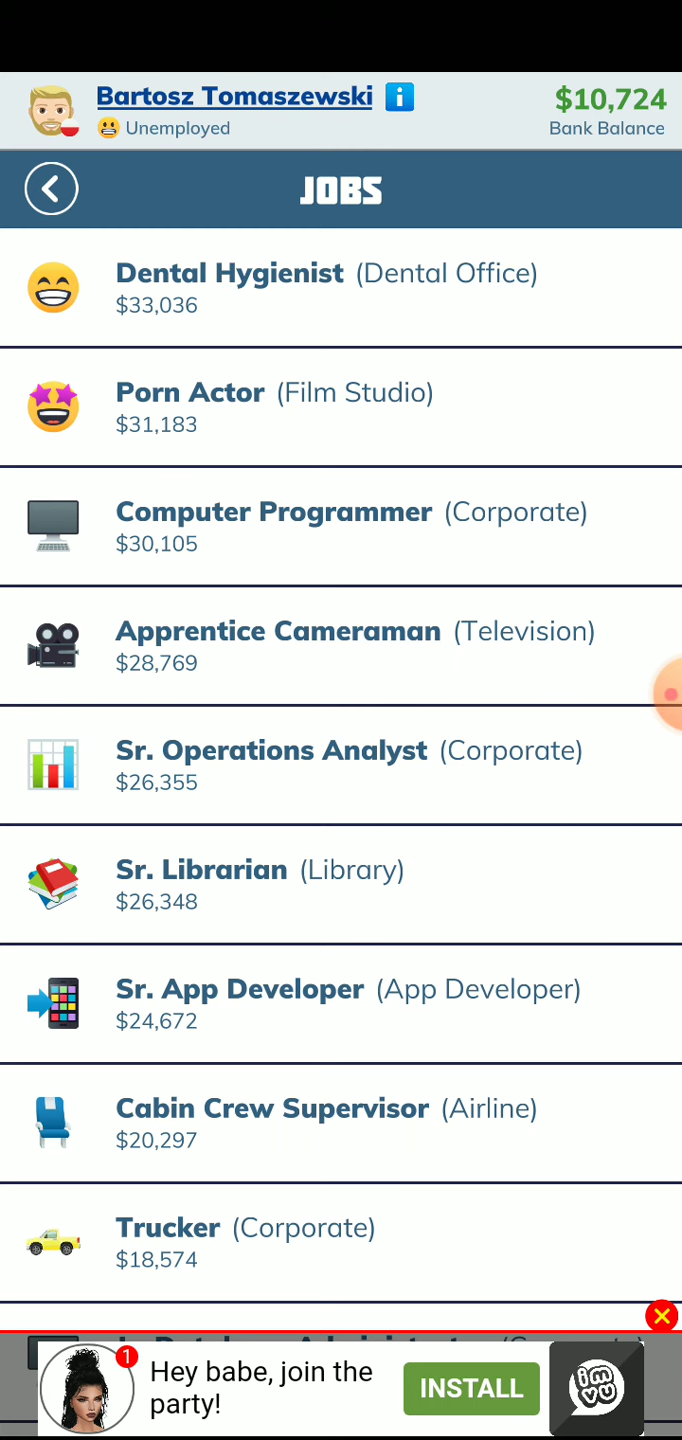 Bartosz Tomaszewski i
$10,724
Unemployed
Bank Balance
JOBS
Dental Hygienist (Dental Office)
$33,036
Porn Actor (Film Studio)
$31,183
Computer Programmer (Corporate)
$30,105
Apprentice Cameraman (Television)
$28,769
Sr. Operations Analyst (Corporate)
$26,355
Sr. Librarian (Library)
$26,348
Sr. App Developer (App Developer)
$24,672
Cabin Crew Supervisor (Airline)
$20,297
Trucker (Corporate)
$18,574
1
Hey babe, join the
party!
INSTALL
imvu